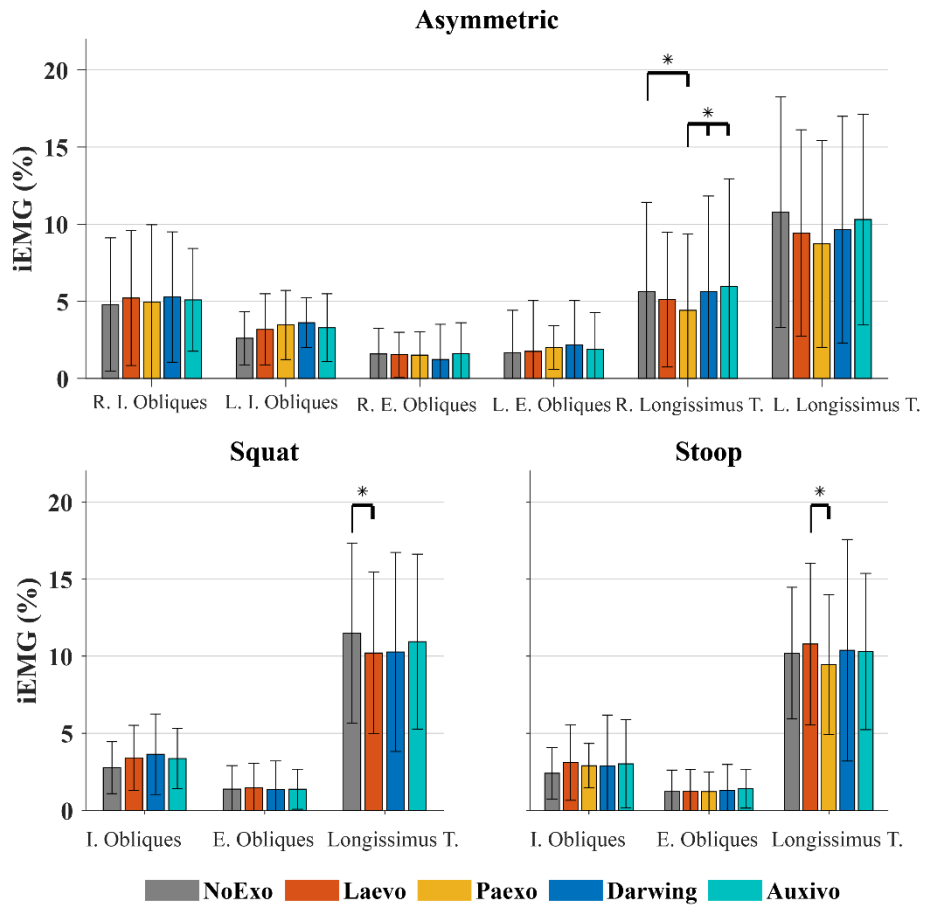 Asymmetric
iEMG (%)
20
15
10
5
0
*
*
R. I. Obliques L. I. Obliques R. E. Obliques L. E. Obliques R. Longissimus T. L. Longissimus T.
Squat
iEMG (%)
20
15
10
5
0
*
I. Obliques E. Obliques Longissimus T.
Stoop
*
I. Obliques E. Obliques Longissimus T.
NoExo Laevo Paexo Darwing Auxivo